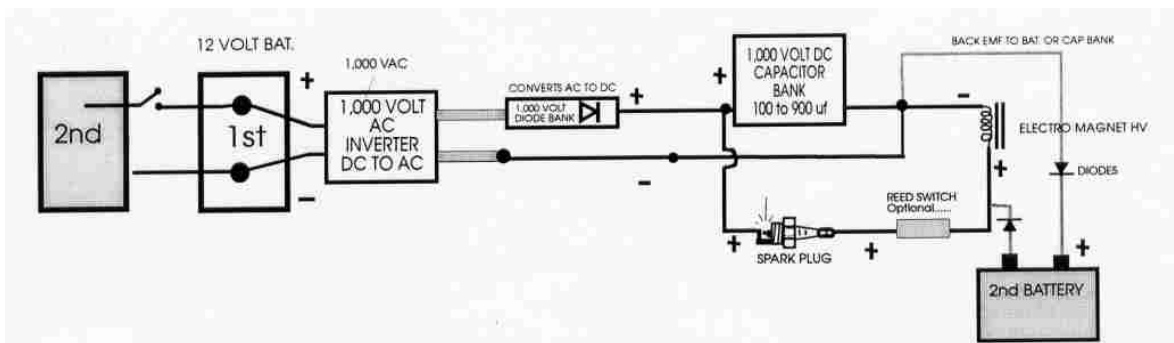 12 VOLT BAT.
2nd
+
1st
−
1,000 VAC
1,000 VOLT
AC
INVERTER
DC TO AC
CONVERTS AC TO DC
1,000 VOLT
DIODE BANK
+
−
+
1,000 VOLT DC
CAPACITOR
BANK
100 to 900 uf
BACK EMF TO BAT. OR CAP BANK
−
ELECTRO MAGNET HV
+
DIODES
REED SWITCH
Optional......
+
SPARK PLUG
+
+
2nd BATTERY